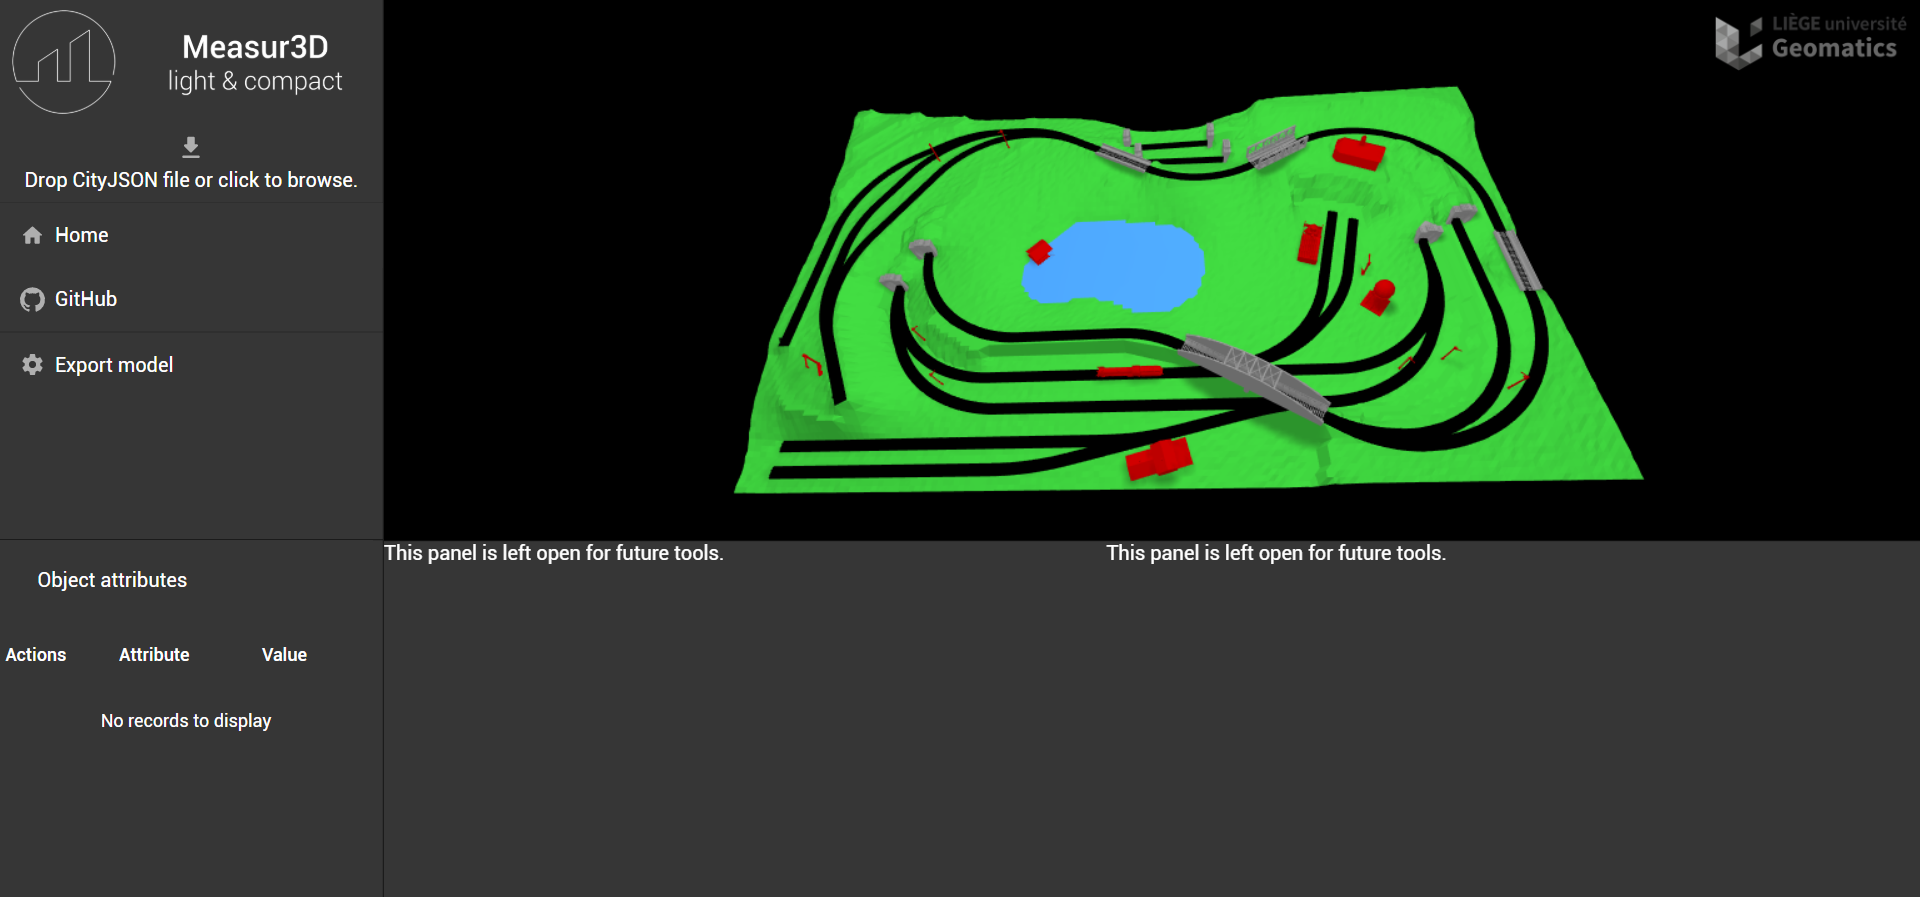 Measur3D
light & compact
Drop CityJSON file or click to browse.
Home
GitHub
Export model
LIÈGE université
Geomatics
Object attributes
Actions Attribute Value
No records to display
This panel is left open for future tools.
This panel is left open for future tools.